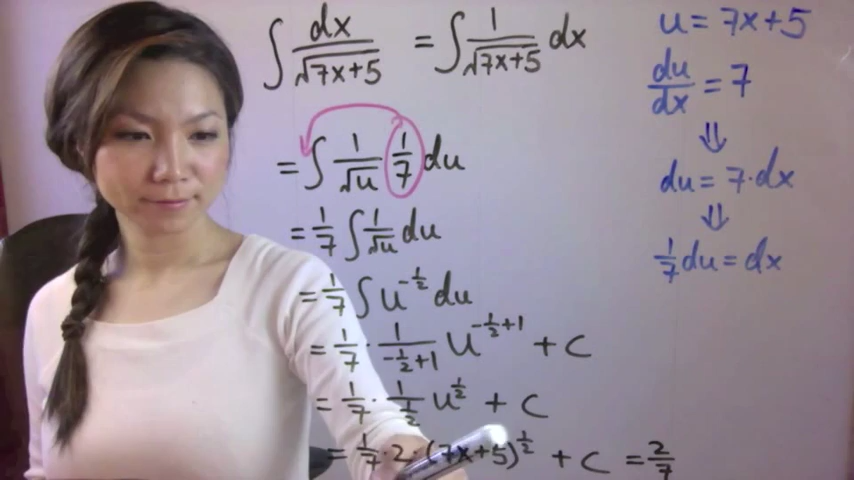 ∫ dx/√(7x+5) = ∫ 1/√(7x+5) dx
= ∫ 1/√u 1/7 du
= 1/7 ∫ 1/√u du
= 1/7 ∫ u^(-1/2) du
= 1/7 · 1/(-1/2+1) u^(-1/2+1) + C
= 1/7 · 1/(1/2) u^(1/2) + C
= 1/7 · 2 · (7x+5)^(1/2) + C = 2/7
u = 7x+5
du/dx = 7
⇓
du = 7·dx
⇓
1/7 du = dx